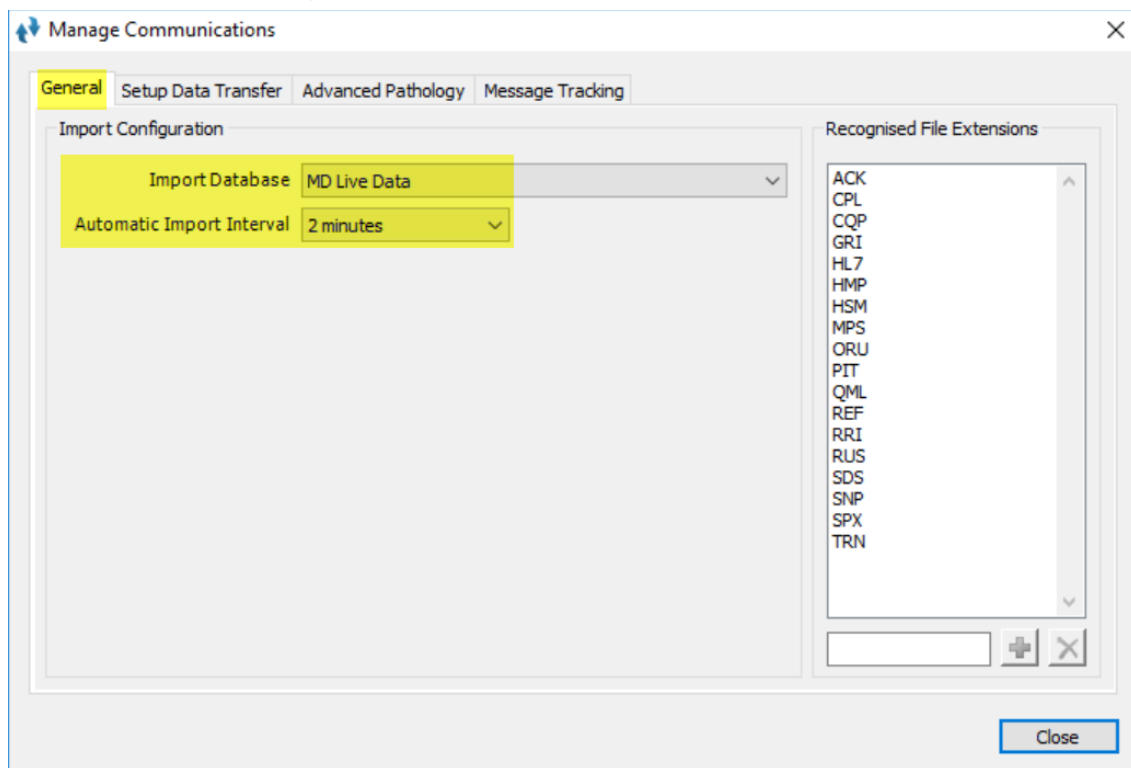 Manage Communications
General
Setup Data Transfer
Advanced Pathology
Message Tracking
Import Configuration
Import Database
MD Live Data
Automatic Import Interval
2 minutes
Recognised File Extensions
ACK
CPL
CQP
GRI
HL7
HMP
HSM
MPS
ORU
PIT
QML
REF
RRI
RUS
SDS
SNP
SPX
TRN
Close